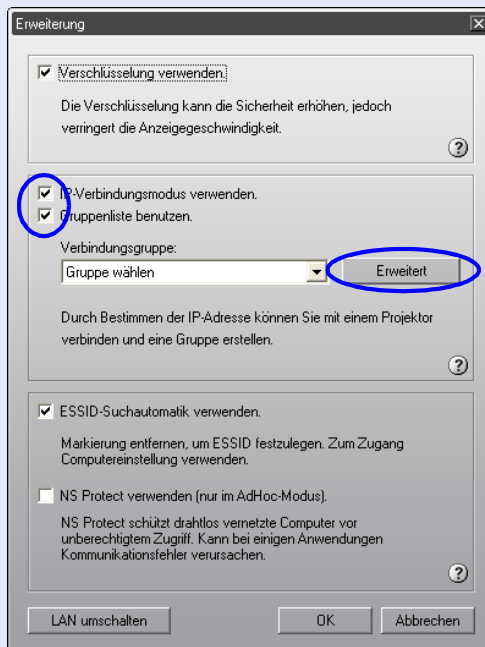 Erweiterung
Verschlüsselung verwenden.
Die Verschlüsselung kann die Sicherheit erhöhen, jedoch
verringert die Anzeigegeschwindigkeit.
?
IP-Verbindungsmodus verwenden.
Gruppenliste benutzen.
Verbindungsgruppe:
Gruppe wählen Erweitert
Durch Bestimmen der IP-Adresse können Sie mit einem Projektor
verbinden und eine Gruppe erstellen.
?
ESSID-Suchautomatik verwenden.
Markierung entfernen, um ESSID festzulegen. Zum Zugang
Computereinstellung verwenden.
NS Protect verwenden (nur im AdHoc-Modus).
NS Protect schützt drahtlos vernetzte Computer vor
unberechtigtem Zugriff. Kann bei einigen Anwendungen
Kommunikationsfehler verursachen.
?
LAN umschalten OK Abbrechen